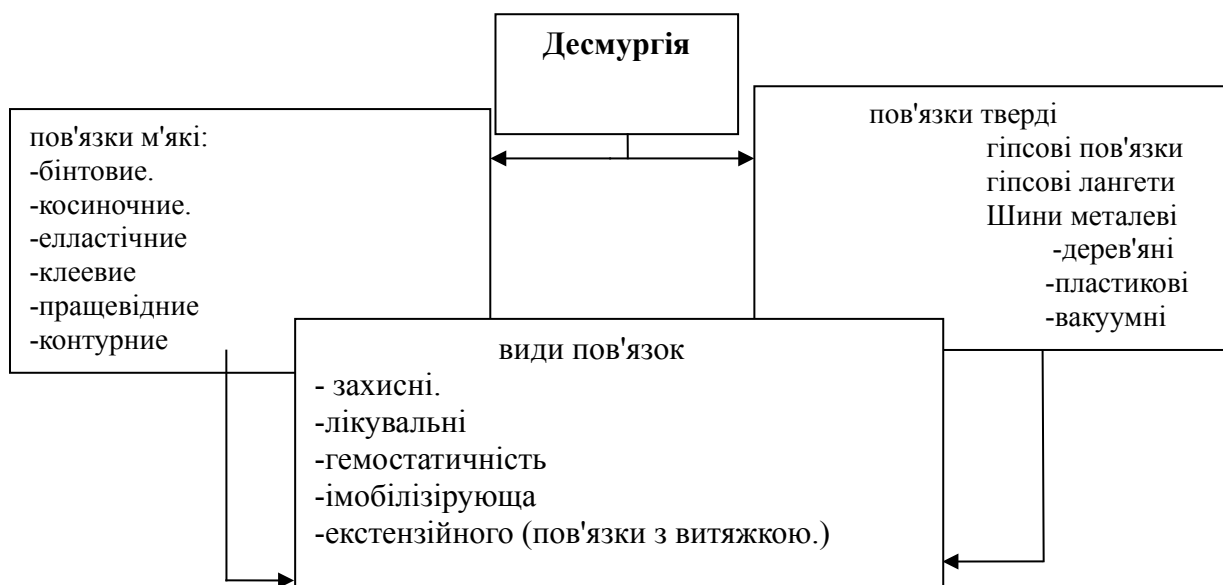 Десмургія
пов'язки м'які:
-бінтовие.
-косиночние.
-елластічние
-клеевие
-пращевідние
-контурние
пов'язки тверді
гіпсові пов'язки
гіпсові лангети
Шини металеві
-дерев'яні
-пластикові
-вакуумні
види пов'язок
- захисні.
-лікувальні
-гемостатичність
-імобілізірующа
-екстензійного (пов'язки з витяжкою.)